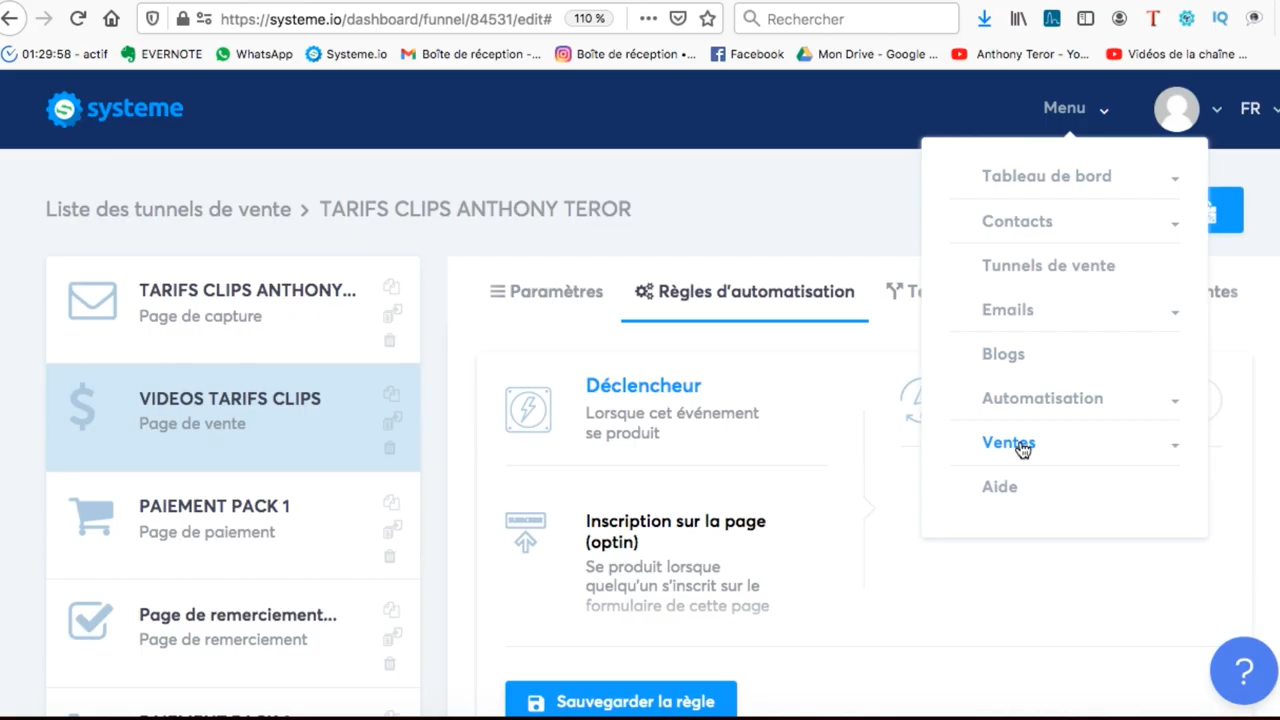 https://systeme.io/dashboard/funnel/84531/edit#
110 %
Rechercher
T
IQ
01:29:58 - actif
EVERNOTE
WhatsApp
Systeme.io
Boîte de réception -...
Boîte de réception •...
Facebook
Mon Drive - Google ...
Anthony Teror - Yo...
Vidéos de la chaîne ...
systeme
Menu
FR
Liste des tunnels de vente > TARIFS CLIPS ANTHONY TEROR
Tableau de bord
Contacts
Tunnels de vente
Emails
Blogs
Automatisation
Ventes
Aide
TARIFS CLIPS ANTHONY...
Page de capture
VIDEOS TARIFS CLIPS
Page de vente
PAIEMENT PACK 1
Page de paiement
Page de remerciement...
Page de remerciement
Paramètres
Règles d'automatisation
Déclencheur
Lorsque cet événement
se produit
SUBSCRIBE
Inscription sur la page
(optin)
Se produit lorsque
quelqu'un s'inscrit sur le
formulaire de cette page
Sauvegarder la règle
?